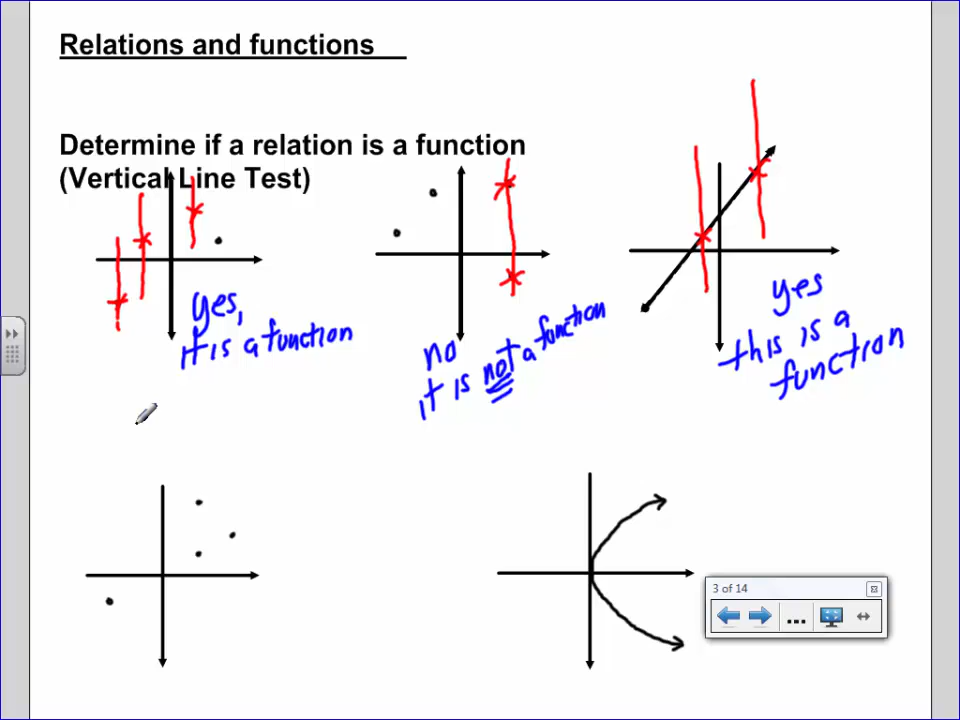 Relations and functions
Determine if a relation is a function
(Vertical Line Test)
yes,
it is a function
no
it is not a function
yes
this is a
function
3 of 14
...